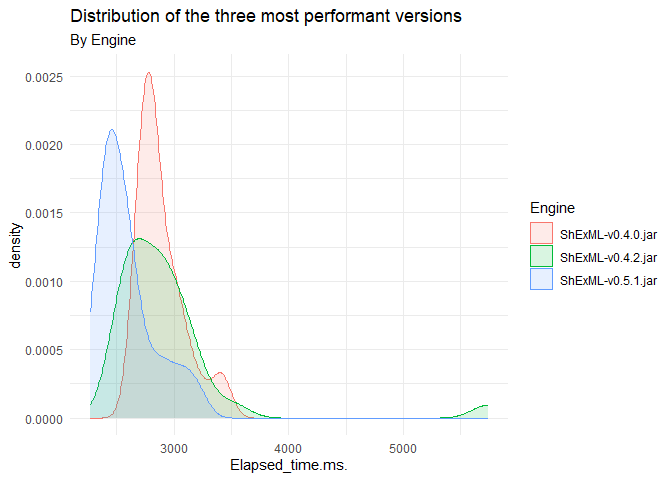 Distribution of the three most performant versions
By Engine
0.0025
0.0020
0.0015
0.0010
0.0005
0.0000
density
3000 4000 5000
Elapsed_time.ms.
Engine
ShExML-v0.4.0.jar
ShExML-v0.4.2.jar
ShExML-v0.5.1.jar